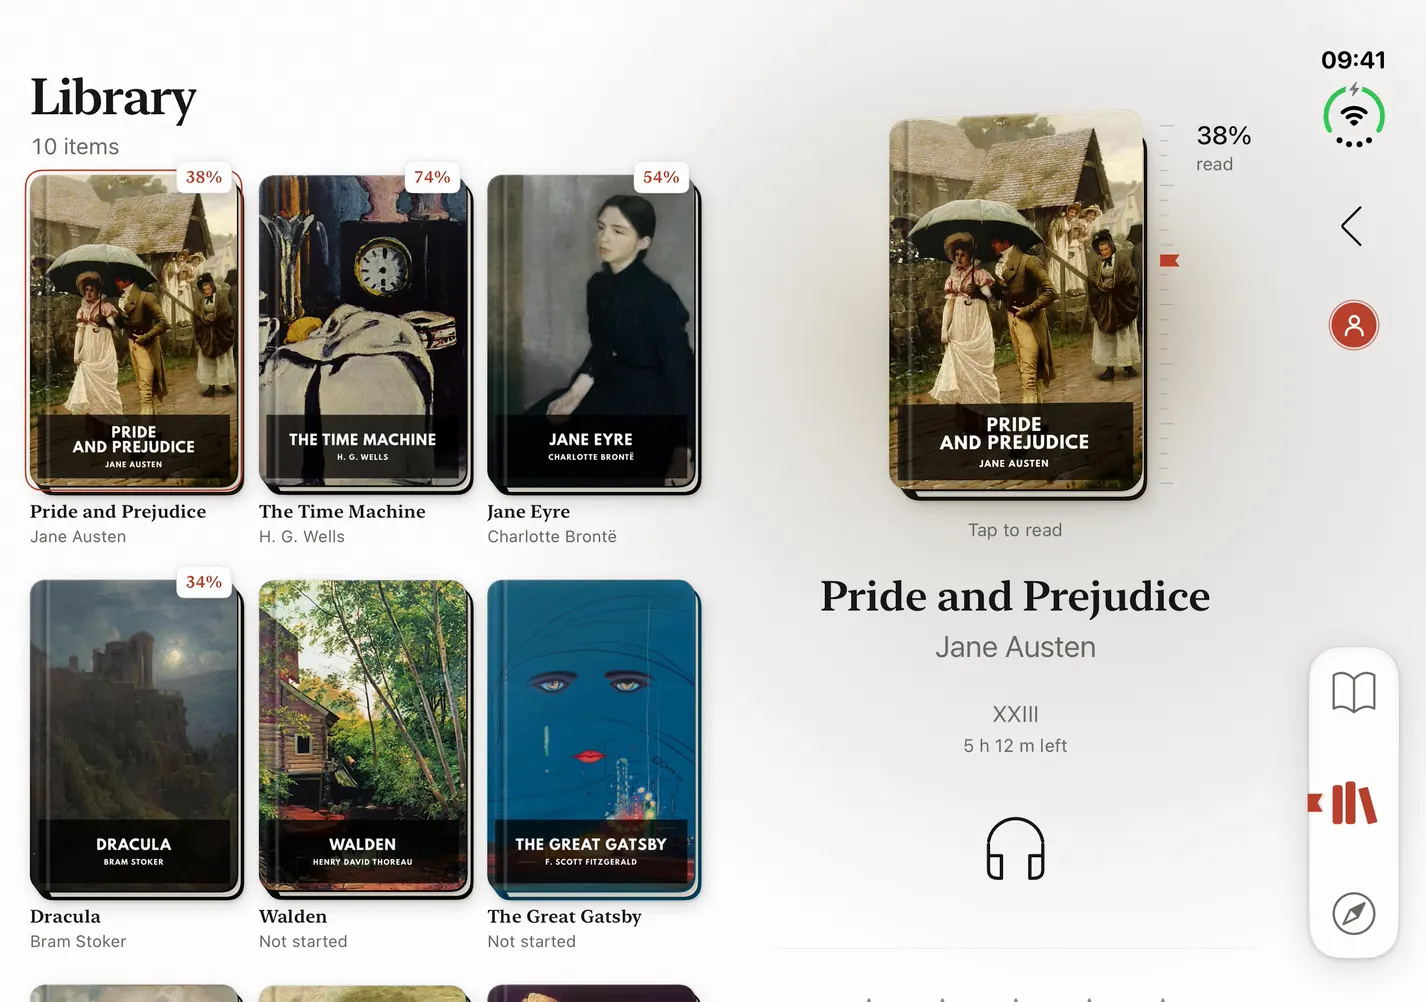 09:41
Library
10 items
38%
PRIDE
AND PREJUDICE
JANE AUSTEN
Pride and Prejudice
Jane Austen
74%
THE TIME MACHINE
H. G. WELLS
The Time Machine
H. G. Wells
54%
JANE EYRE
CHARLOTTE BRONTË
Jane Eyre
Charlotte Brontë
34%
DRACULA
BRAM STOKER
Dracula
Bram Stoker
WALDEN
HENRY DAVID THOREAU
Walden
Not started
THE GREAT GATSBY
F. SCOTT FITZGERALD
The Great Gatsby
Not started
PRIDE
AND PREJUDICE
JANE AUSTEN
38%
read
Tap to read
Pride and Prejudice
Jane Austen
XXIII
5 h 12 m left